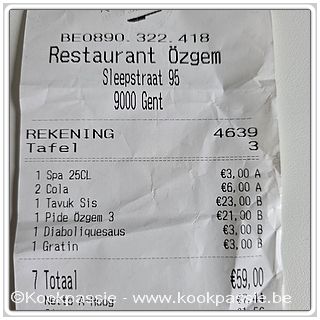 BE0890.322.418
Restaurant Özgem
Sleepstraat 95
9000 Gent
REKENING 4639
Tafel 3
1 Spa 25CL €3,00 A
2 Cola €6,00 A
1 Tavuk Sis €23,00 B
1 Pide Ozgem 3 €21,00 B
1 Diaboliquesaus €3,00 B
1 Gratin €3,00 B
7 Totaal €59,00
©Kookpassie - www.kookpassie.be